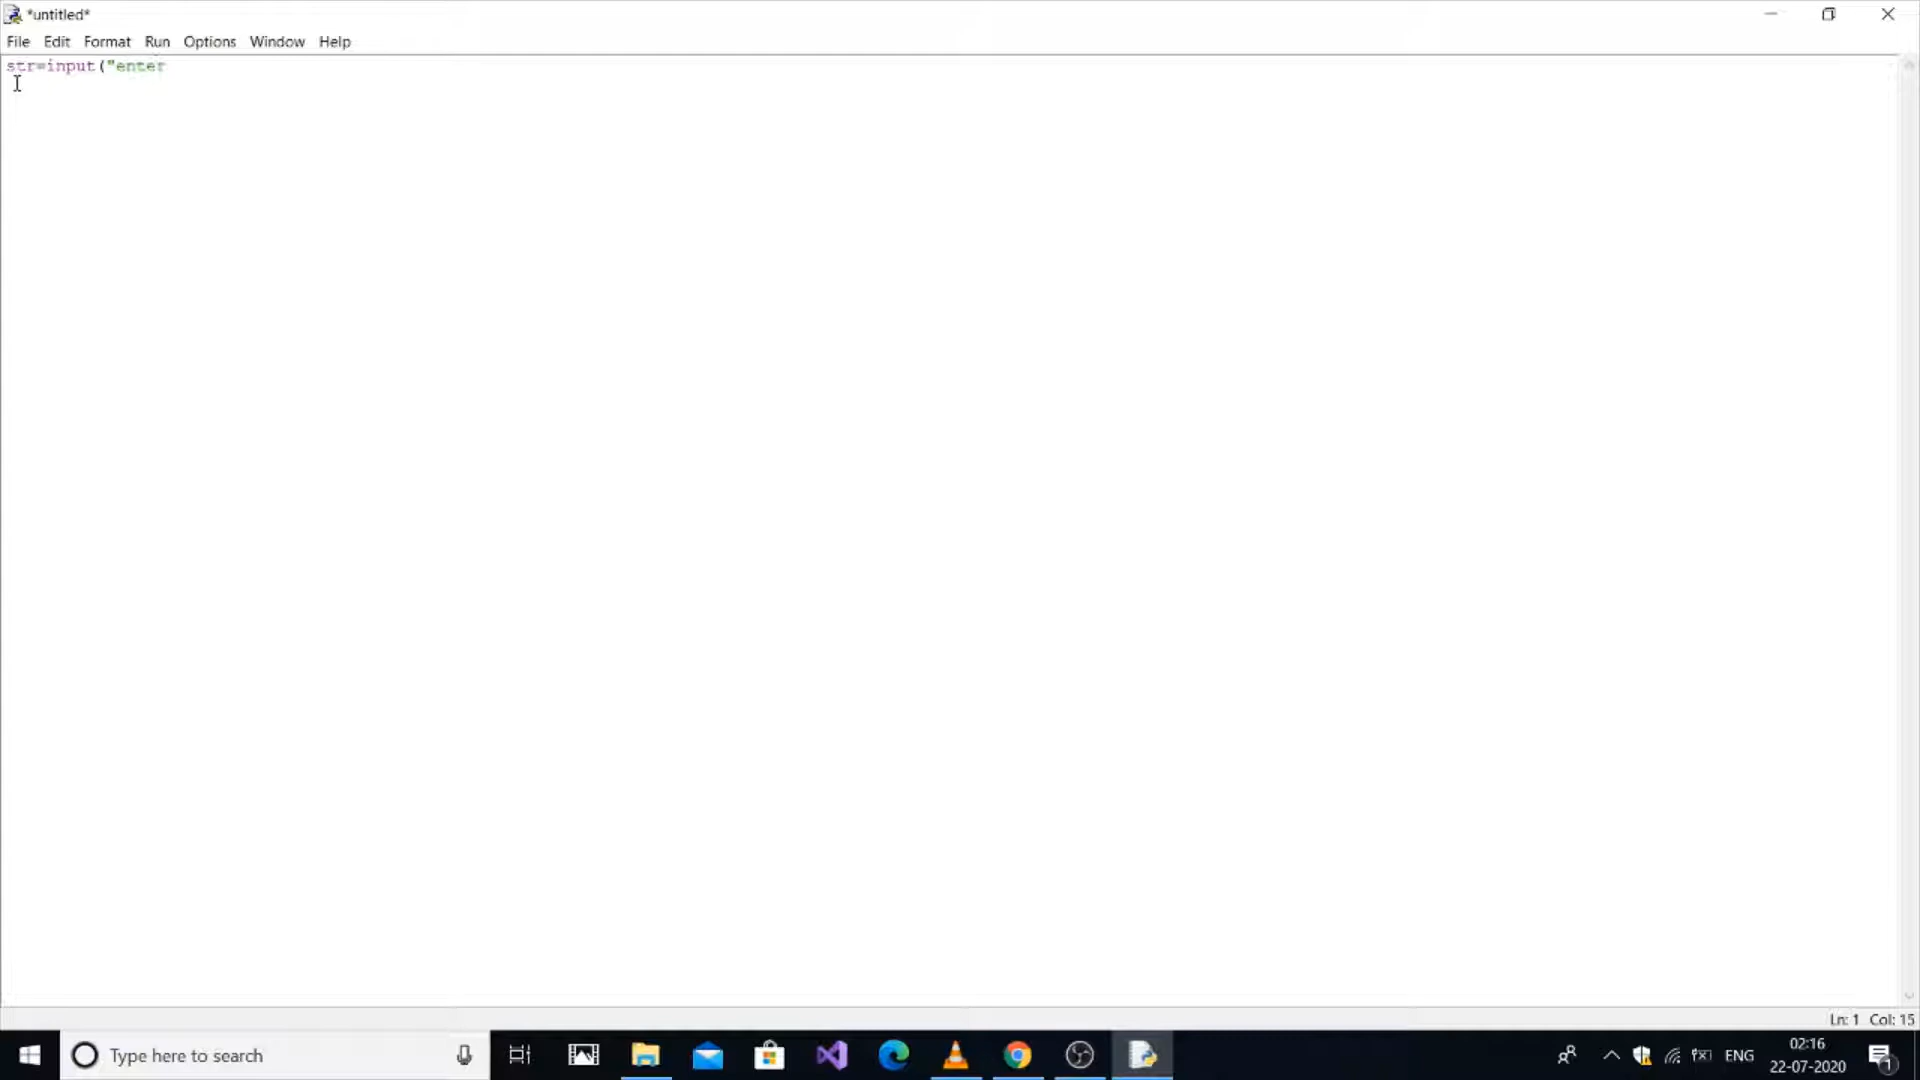 *untitled*
File Edit Format Run Options Window Help
str=input("enter
Ln: 1 Col: 15
Type here to search
ENG
02:16
22-07-2020
1